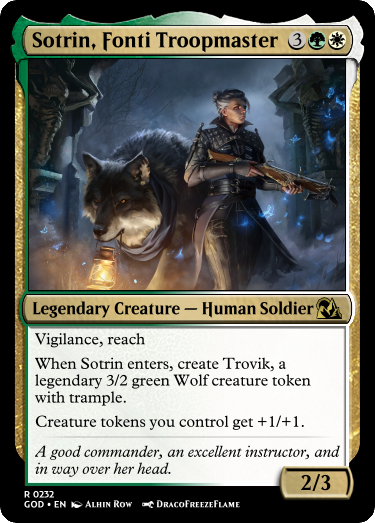 Sotrin, Fonti Troopmaster 3
Legendary Creature — Human Soldier
Vigilance, reach
When Sotrin enters, create Trovik, a
legendary 3/2 green Wolf creature token
with trample.
Creature tokens you control get +1/+1.
A good commander, an excellent instructor, and
in way over her head.
2/3
R 0232
GOD • EN Alhin Row DracoFreezeFlame